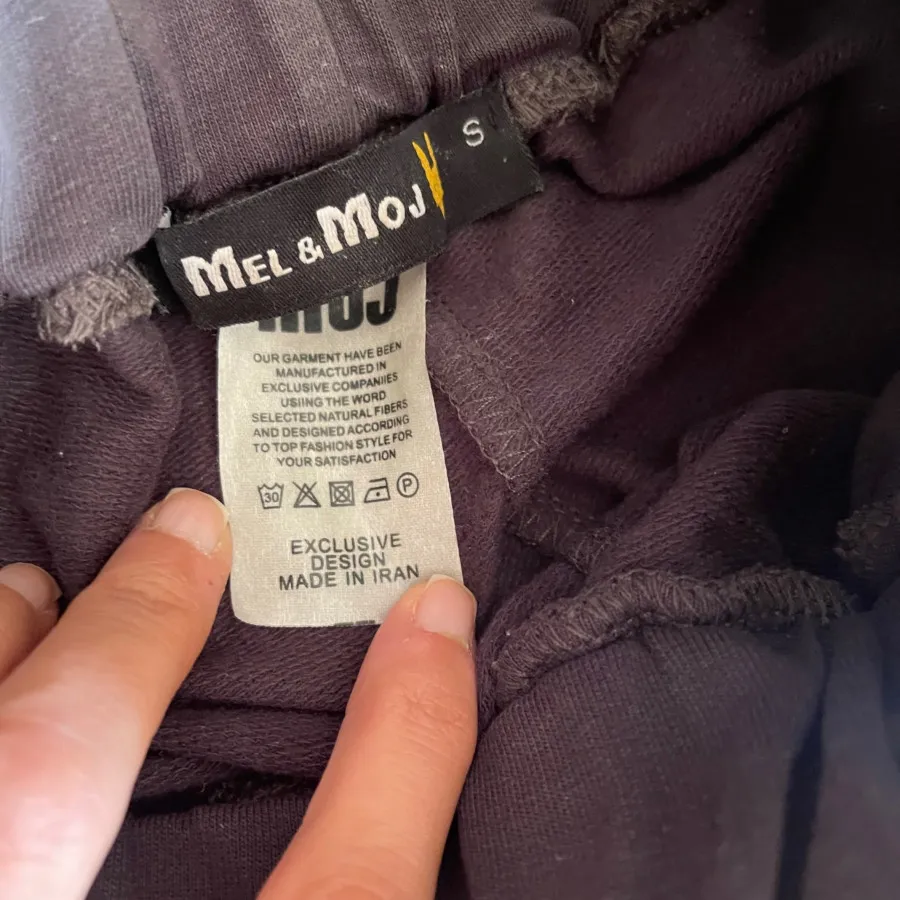 MEL & MOJ
S
OUR GARMENT HAVE BEEN
MANUFACTURED IN
EXCLUSIVE COMPANIIES
USIING THE WORD
SELECTED NATURAL FIBERS
AND DESIGNED ACCORDING
TO TOP FASHION STYLE FOR
YOUR SATISFACTION
30 P
EXCLUSIVE
DESIGN
MADE IN IRAN